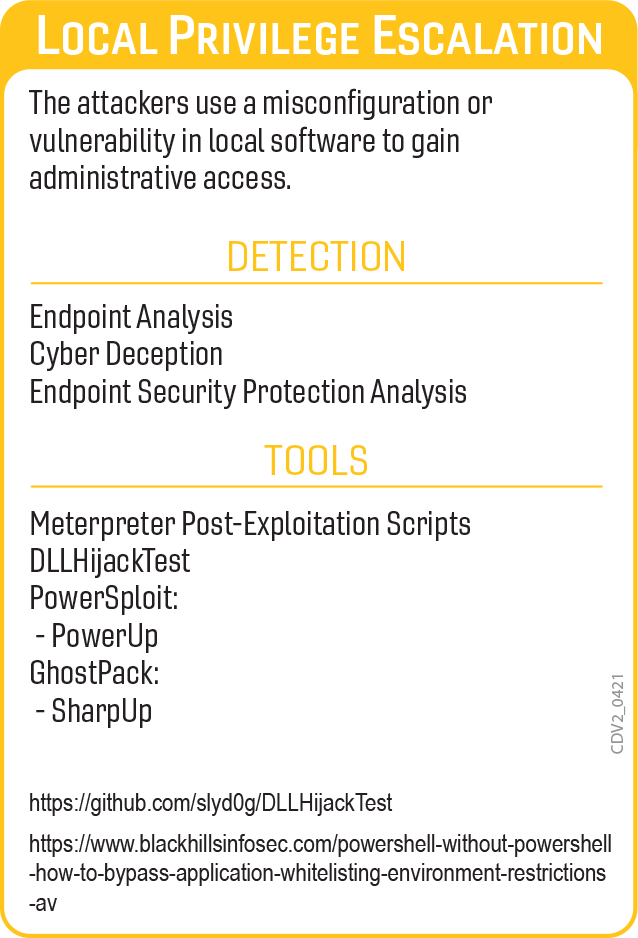 Local Privilege Escalation
The attackers use a misconfiguration or
vulnerability in local software to gain
administrative access.
DETECTION
Endpoint Analysis
Cyber Deception
Endpoint Security Protection Analysis
TOOLS
Meterpreter Post-Exploitation Scripts
DLLHijackTest
PowerSploit:
- PowerUp
GhostPack:
- SharpUp
CDV2_0421
https://github.com/slyd0g/DLLHijackTest
https://www.blackhillsinfosec.com/powershell-without-powershell
-how-to-bypass-application-whitelisting-environment-restrictions
-av